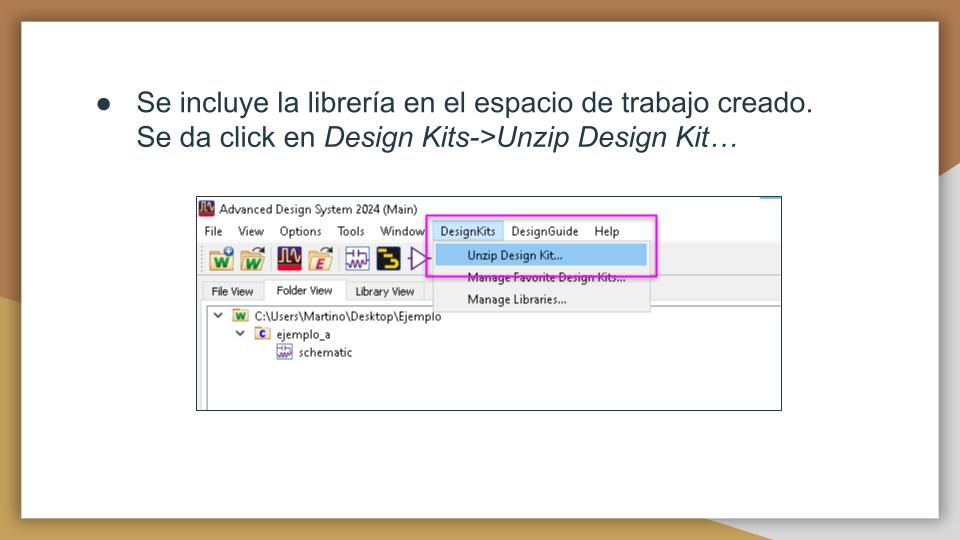 ● Se incluye la librería en el espacio de trabajo creado.
Se da click en Design Kits->Unzip Design Kit…
Advanced Design System 2024 (Main)
File View Options Tools Window DesignKits DesignGuide Help
Unzip Design Kit...
Manage Favorite Design Kits...
Manage Libraries...
File View Folder View Library View
C:\Users\Martino\Desktop\Ejemplo
ejemplo_a
schematic